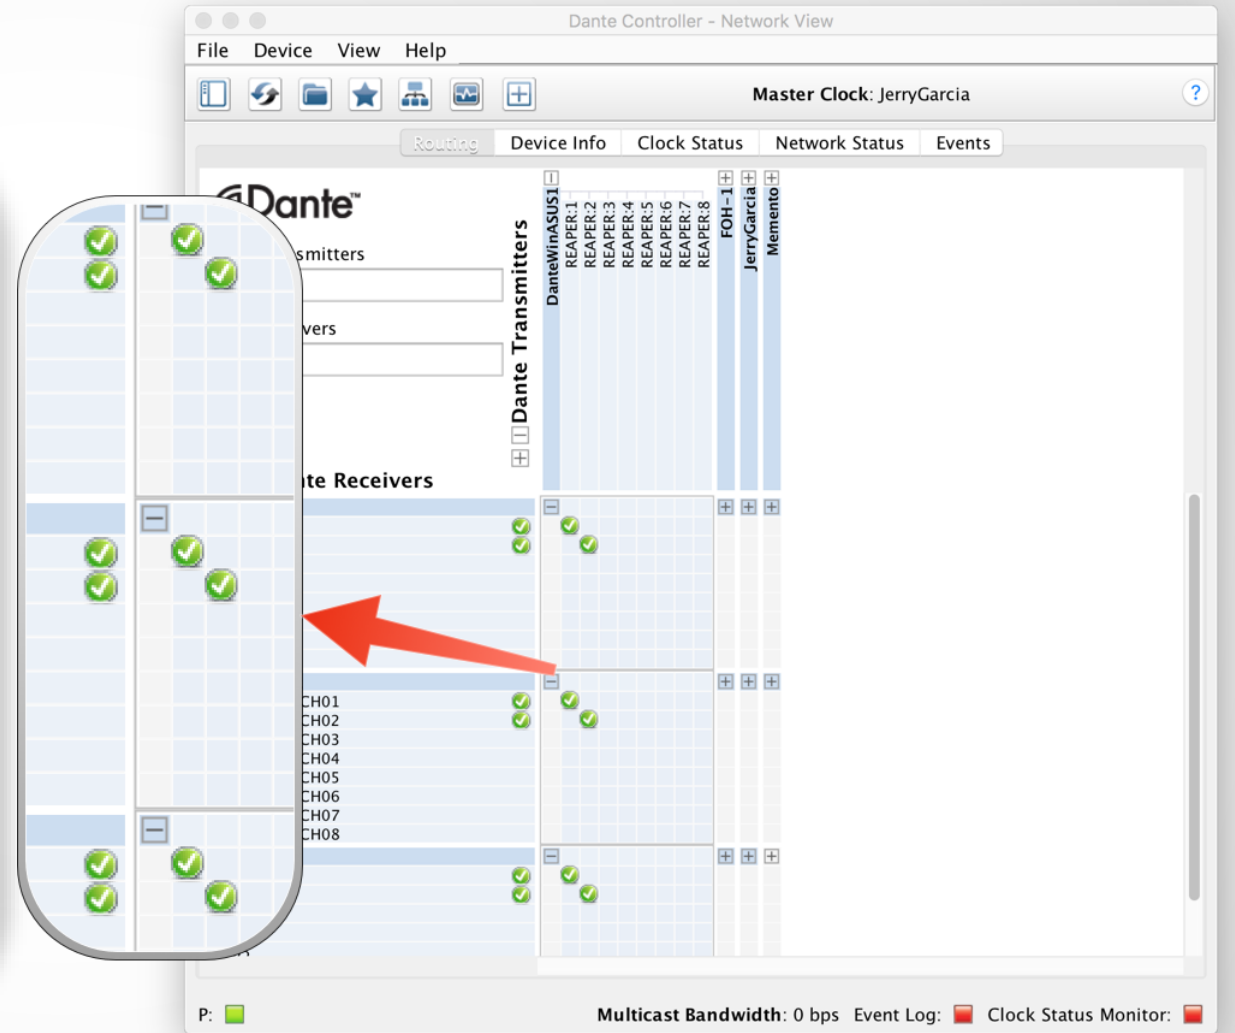 Dante Controller - Network View
File Device View Help
Master Clock: JerryGarcia
?
Routing Device Info Clock Status Network Status Events
Dante™
smitters
vers
Dante Transmitters
DanteWinASUS1
REAPER:1
REAPER:2
REAPER:3
REAPER:4
REAPER:5
REAPER:6
REAPER:7
REAPER:8
FOH-1
JerryGarcia
Memento
te Receivers
CH01
CH02
CH03
CH04
CH05
CH06
CH07
CH08
P:
Multicast Bandwidth: 0 bps Event Log: Clock Status Monitor: